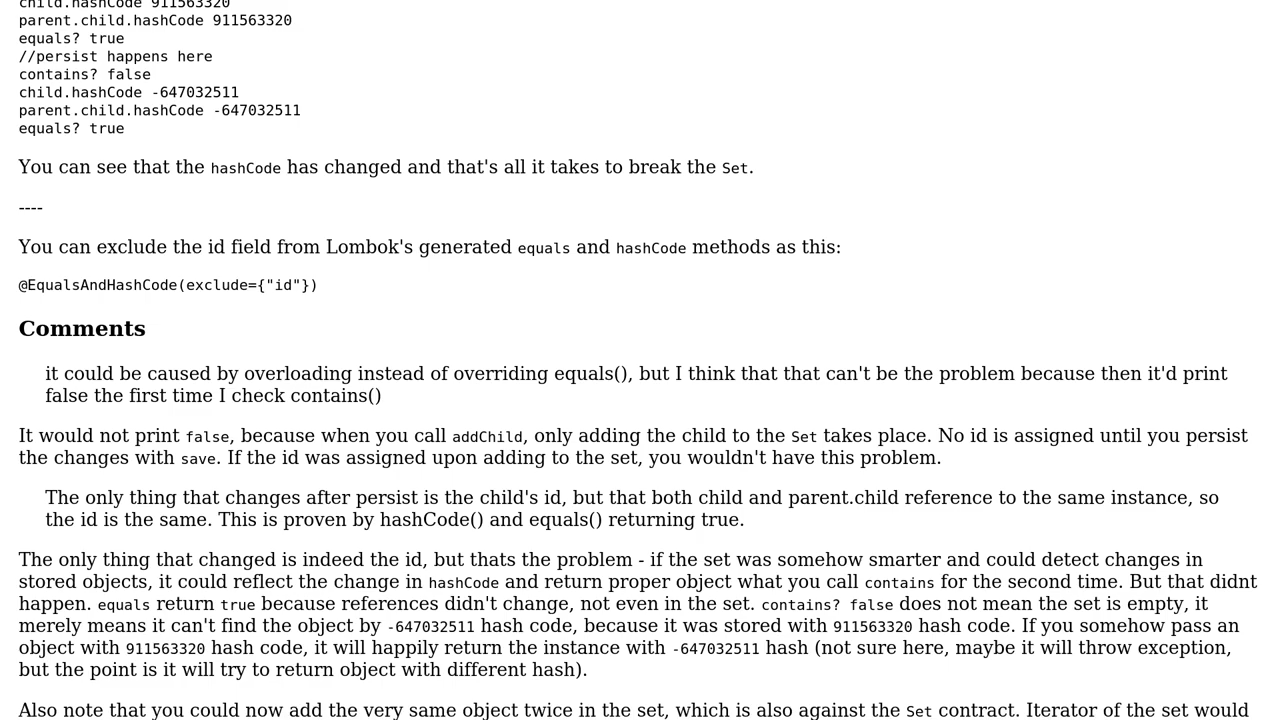 child.hashCode 911563320
parent.child.hashCode 911563320
equals? true
//persist happens here
contains? false
child.hashCode -647032511
parent.child.hashCode -647032511
equals? true
You can see that the hashCode has changed and that's all it takes to break the Set.
----
You can exclude the id field from Lombok's generated equals and hashCode methods as this:
@EqualsAndHashCode(exclude={"id"})
Comments
it could be caused by overloading instead of overriding equals(), but I think that that can't be the problem because then it'd print
false the first time I check contains()
It would not print false, because when you call addChild, only adding the child to the Set takes place. No id is assigned until you persist
the changes with save. If the id was assigned upon adding to the set, you wouldn't have this problem.
The only thing that changes after persist is the child's id, but that both child and parent.child reference to the same instance, so
the id is the same. This is proven by hashCode() and equals() returning true.
The only thing that changed is indeed the id, but thats the problem - if the set was somehow smarter and could detect changes in
stored objects, it could reflect the change in hashCode and return proper object what you call contains for the second time. But that didnt
happen. equals return true because references didn't change, not even in the set. contains? false does not mean the set is empty, it
merely means it can't find the object by -647032511 hash code, because it was stored with 911563320 hash code. If you somehow pass an
object with 911563320 hash code, it will happily return the instance with -647032511 hash (not sure here, maybe it will throw exception,
but the point is it will try to return object with different hash).
Also note that you could now add the very same object twice in the set, which is also against the Set contract. Iterator of the set would